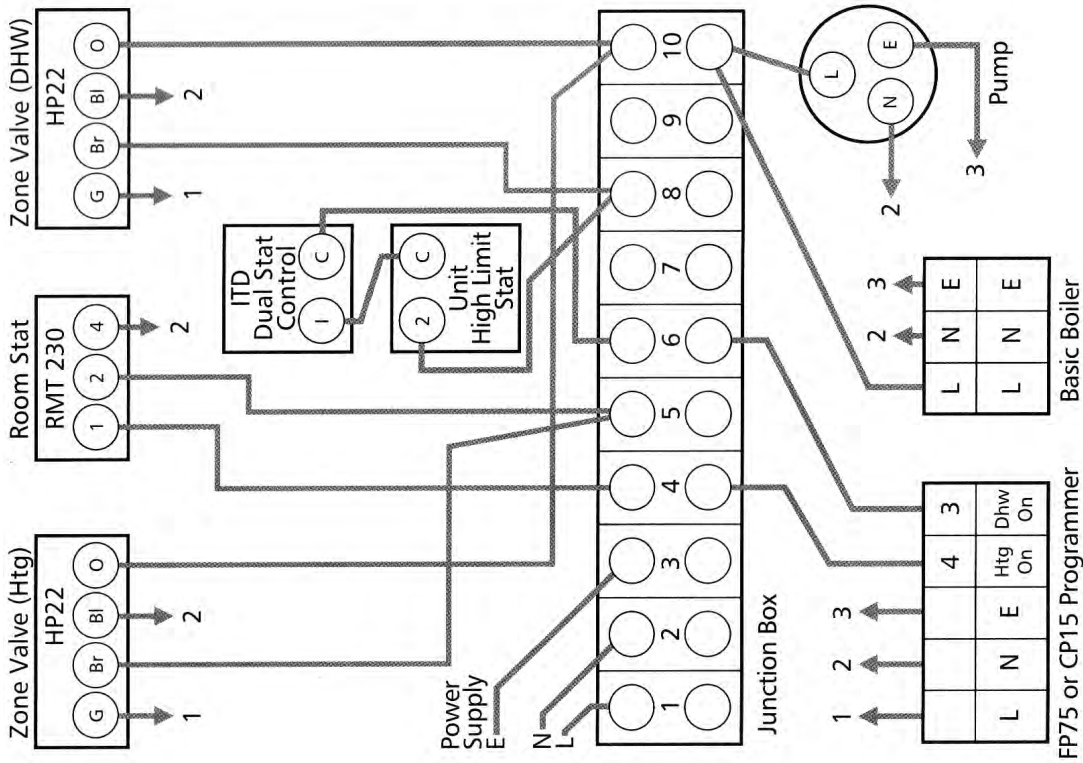 Zone Valve (Htg)
HP22
G Br Bl O
1
2
Room Stat
RMT 230
1 2 4
2
Zone Valve (DHW)
HP22
G Br Bl O
1
2
ITD
Dual Stat
Control
I C
Unit
High Limit
Stat
2 C
Power
Supply
E
N
L
1 2 3 4 5 6 7 8 9 10
Junction Box
1 2 3
4 3
L N E Htg On Dhw On
FP75 or CP15 Programmer
2 3
L N E
L N E
Basic Boiler
L
N E
2
3
Pump